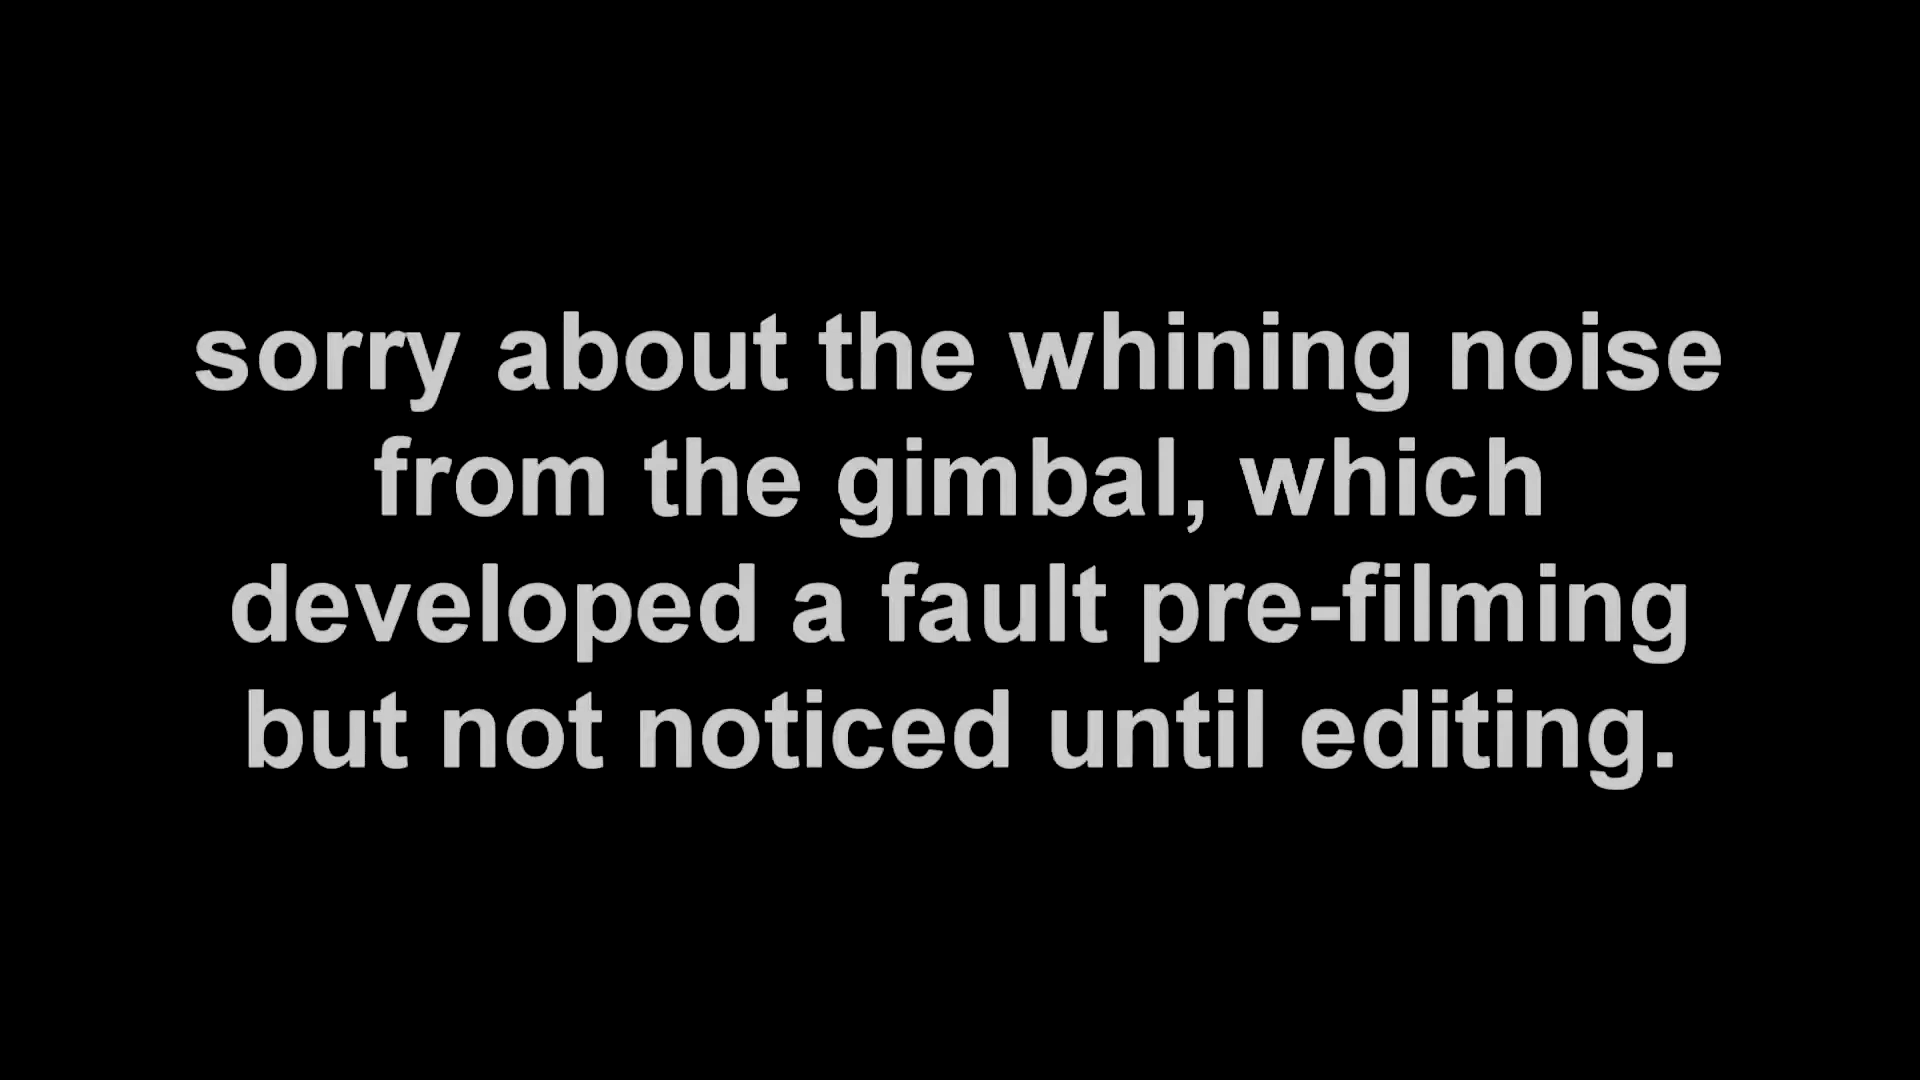 sorry about the whining noise
from the gimbal, which
developed a fault pre-filming
but not noticed until editing.